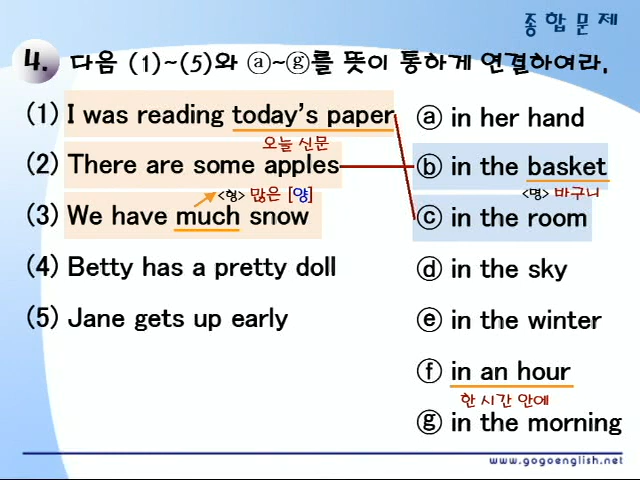 종합문제
4. 다음 (1)~(5)와 ⓐ~ⓖ를 뜻이 통하게 연결하여라.
(1) I was reading today's paper
오늘 신문
(2) There are some apples
<형> 많은 [양]
(3) We have much snow
(4) Betty has a pretty doll
(5) Jane gets up early
ⓐ in her hand
ⓑ in the basket
<명> 바구니
ⓒ in the room
ⓓ in the sky
ⓔ in the winter
ⓕ in an hour
한 시간 안에
ⓖ in the morning
www.gogoenglish.net